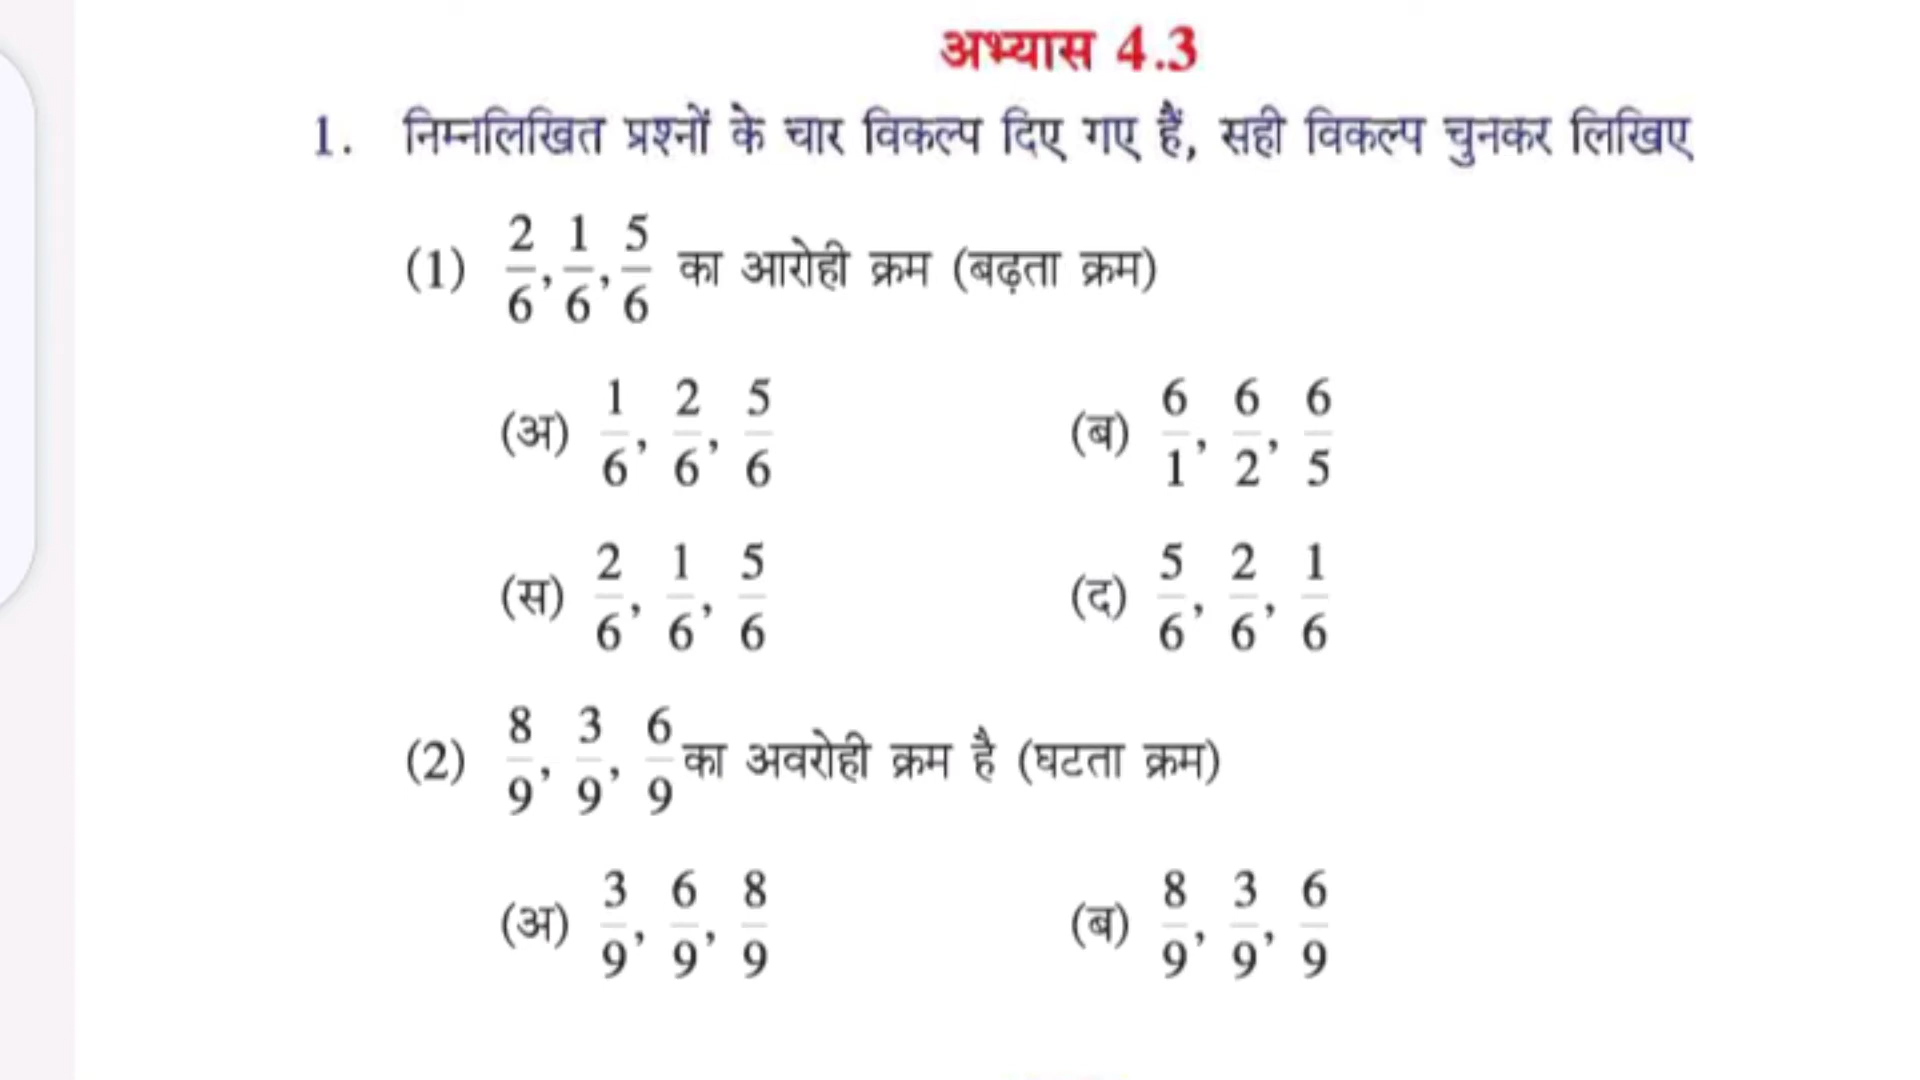 अभ्यास 4.3
1. निम्नलिखित प्रश्नों के चार विकल्प दिए गए हैं, सही विकल्प चुनकर लिखिए
(1) 2/6, 1/6, 5/6 का आरोही क्रम (बढ़ता क्रम)
(अ) 1/6, 2/6, 5/6 (ब) 6/1, 6/2, 6/5
(स) 2/6, 1/6, 5/6 (द) 5/6, 2/6, 1/6
(2) 8/9, 3/9, 6/9 का अवरोही क्रम है (घटता क्रम)
(अ) 3/9, 6/9, 8/9 (ब) 8/9, 3/9, 6/9